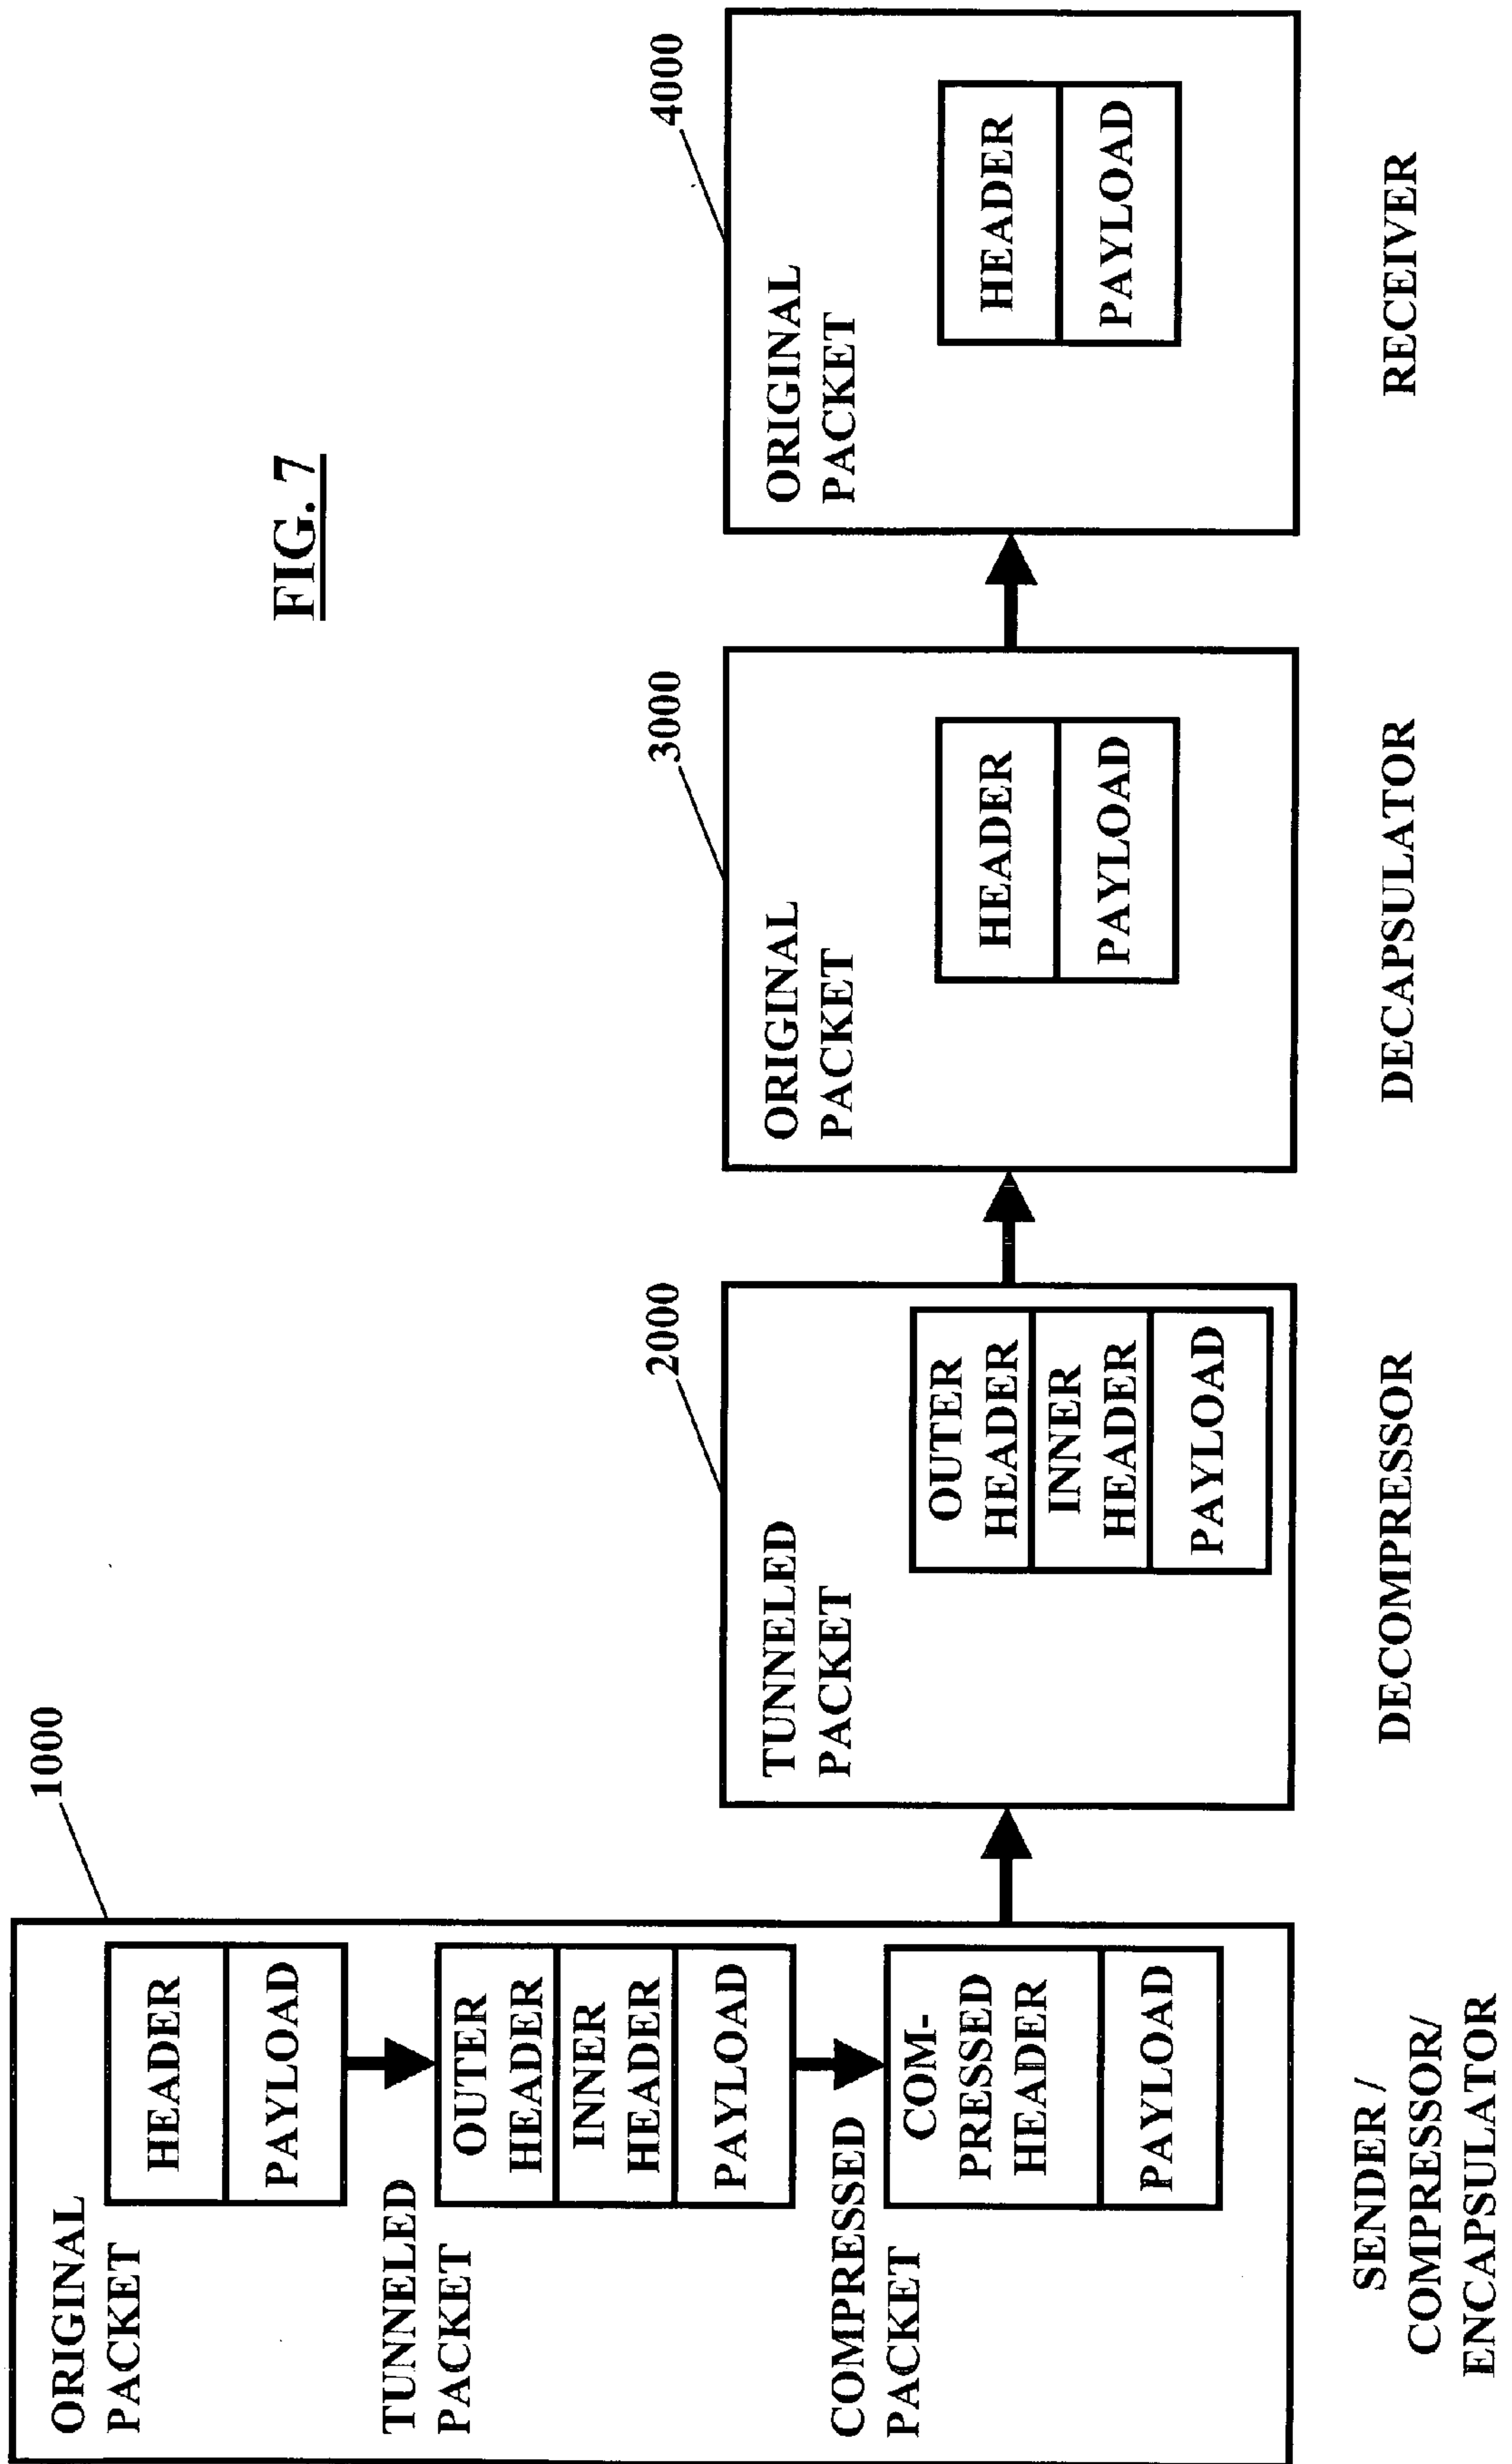 FIG. 7
1000
ORIGINAL
PACKET
HEADER
PAYLOAD
TUNNELED
PACKET
OUTER
HEADER
INNER
HEADER
PAYLOAD
COMPRESSED
PACKET
COM-
PRESSED
HEADER
PAYLOAD
SENDER /
COMPRESSOR/
ENCAPSULATOR
2000
TUNNELED
PACKET
OUTER
HEADER
INNER
HEADER
PAYLOAD
DECOMPRESSOR
3000
ORIGINAL
PACKET
HEADER
PAYLOAD
DECAPSULATOR
4000
ORIGINAL
PACKET
HEADER
PAYLOAD
RECEIVER